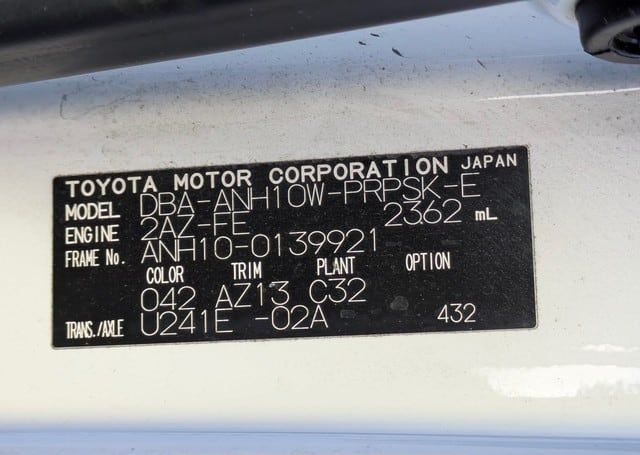 TOYOTA MOTOR CORPORATION JAPAN
MODEL DBA-ANH10W-PRPSK-E
ENGINE 2AZ-FE 2362 mL
FRAME No. ANH10-0139921
COLOR TRIM PLANT OPTION
042 AZ13 C32
TRANS./AXLE U241E -02A 432